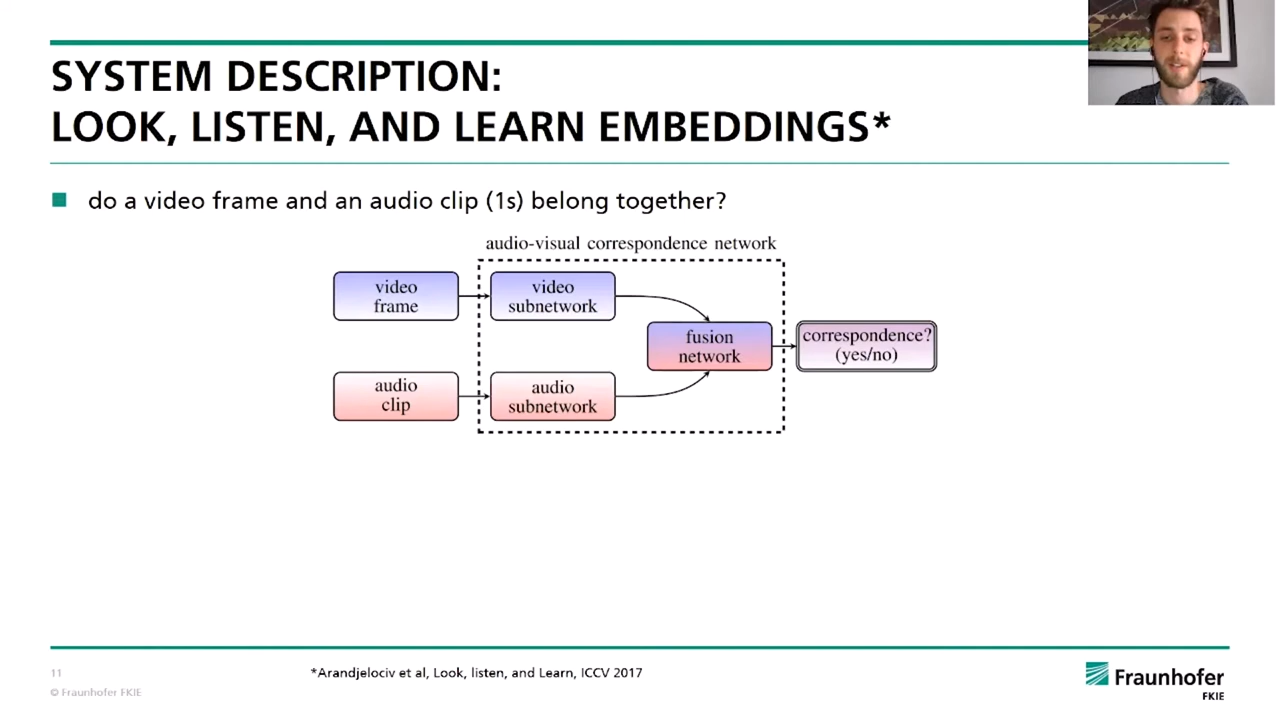 SYSTEM DESCRIPTION:
LOOK, LISTEN, AND LEARN EMBEDDINGS*
do a video frame and an audio clip (1s) belong together?
audio-visual correspondence network
video
frame
video
subnetwork
fusion
network
correspondence?
(yes/no)
audio
clip
audio
subnetwork
11
*Arandjelociv et al, Look, listen, and Learn, ICCV 2017
© Fraunhofer FKIE
Fraunhofer
FKIE